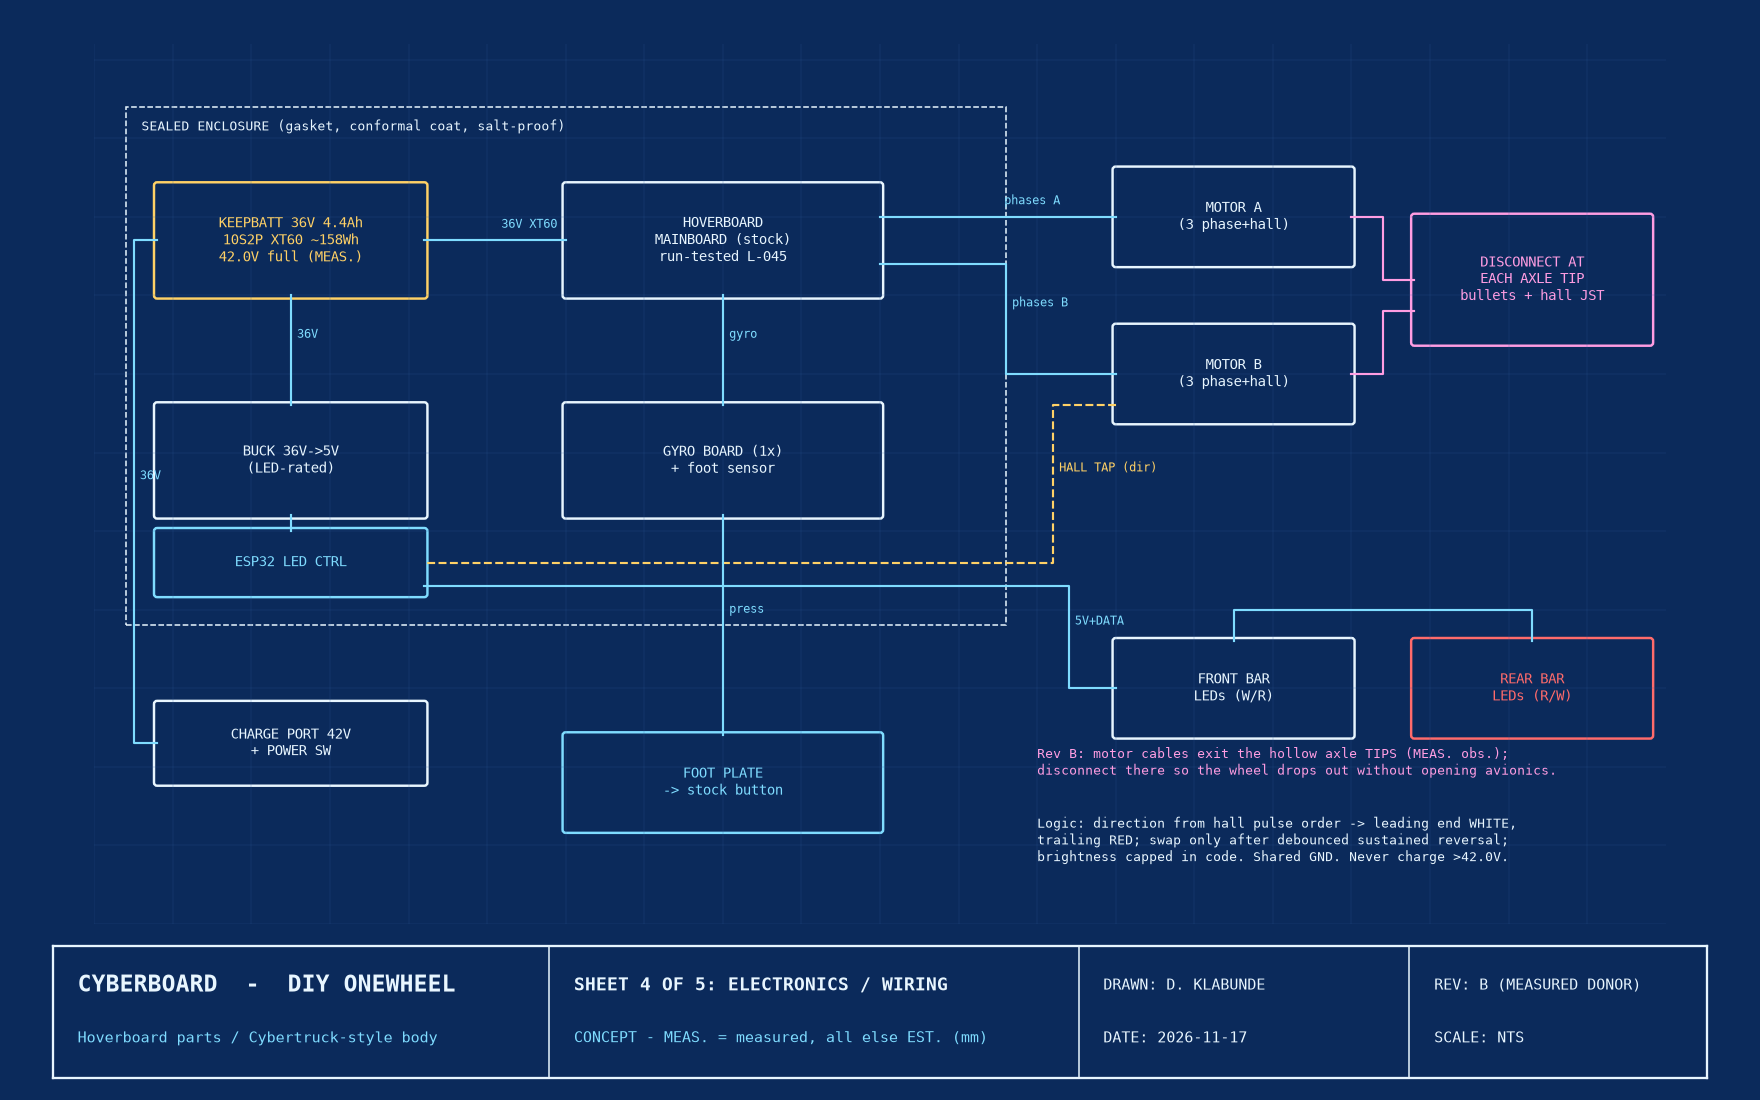 SEALED ENCLOSURE (gasket, conformal coat, salt-proof)
KEEPBATT 36V 4.4Ah
10S2P XT60 ~158Wh
42.0V full (MEAS.)
36V XT60
HOVERBOARD
MAINBOARD (stock)
run-tested L-045
phases A
phases B
MOTOR A
(3 phase+hall)
DISCONNECT AT
EACH AXLE TIP
bullets + hall JST
MOTOR B
(3 phase+hall)
36V
gyro
BUCK 36V->5V
(LED-rated)
36V
GYRO BOARD (1x)
+ foot sensor
HALL TAP (dir)
ESP32 LED CTRL
press
5V+DATA
CHARGE PORT 42V
+ POWER SW
FOOT PLATE
-> stock button
FRONT BAR
LEDs (W/R)
REAR BAR
LEDs (R/W)
Rev B: motor cables exit the hollow axle TIPS (MEAS. obs.);
disconnect there so the wheel drops out without opening avionics.
Logic: direction from hall pulse order -> leading end WHITE,
trailing RED; swap only after debounced sustained reversal;
brightness capped in code. Shared GND. Never charge >42.0V.
CYBERBOARD - DIY ONEWHEEL
Hoverboard parts / Cybertruck-style body
SHEET 4 OF 5: ELECTRONICS / WIRING
CONCEPT - MEAS. = measured, all else EST. (mm)
DRAWN: D. KLABUNDE
DATE: 2026-11-17
REV: B (MEASURED DONOR)
SCALE: NTS